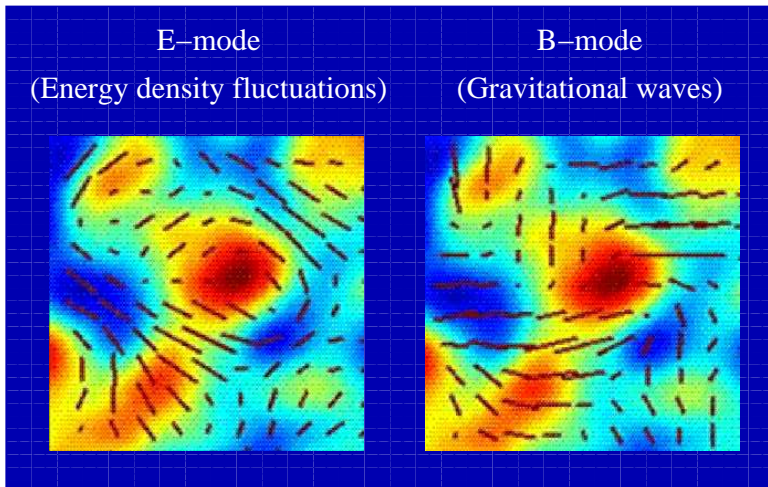 E−mode
(Energy density fluctuations)
B−mode
(Gravitational waves)